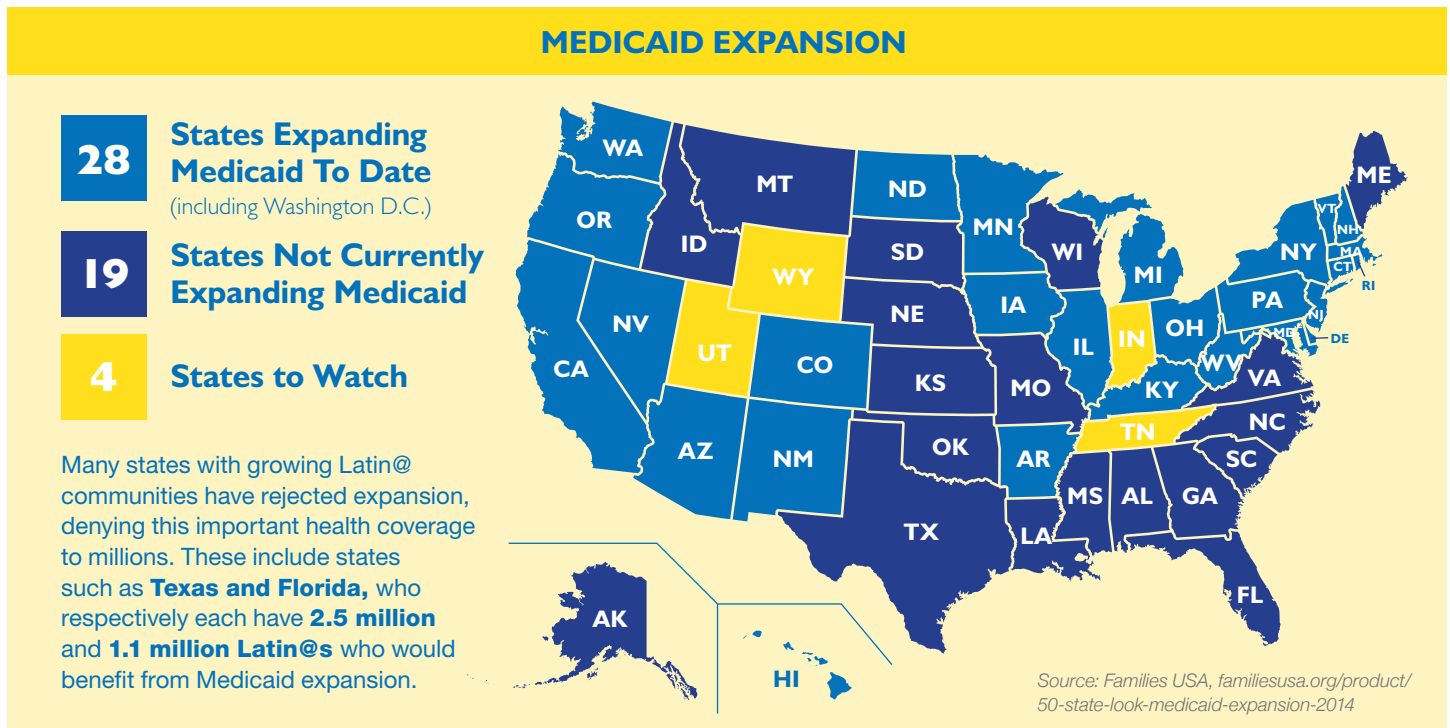 MEDICAID EXPANSION
28
States Expanding
Medicaid To Date
(including Washington D.C.)
19
States Not Currently
Expanding Medicaid
4
States to Watch
Many states with growing Latin@
communities have rejected expansion,
denying this important health coverage
to millions. These include states
such as Texas and Florida, who
respectively each have 2.5 million
and 1.1 million Latin@s who would
benefit from Medicaid expansion.
WA
MT
ND
ME
OR
ID
MN
VT
NH
SD
WI
NY
MA
WY
MI
CT
RI
NE
IA
PA
NV
IL
IN
OH
NJ
MD
DE
UT
CO
WV
CA
KS
MO
KY
VA
AZ
NM
OK
AR
TN
NC
SC
TX
LA
MS
AL
GA
FL
AK
HI
Source: Families USA, familiesusa.org/product/
50-state-look-medicaid-expansion-2014